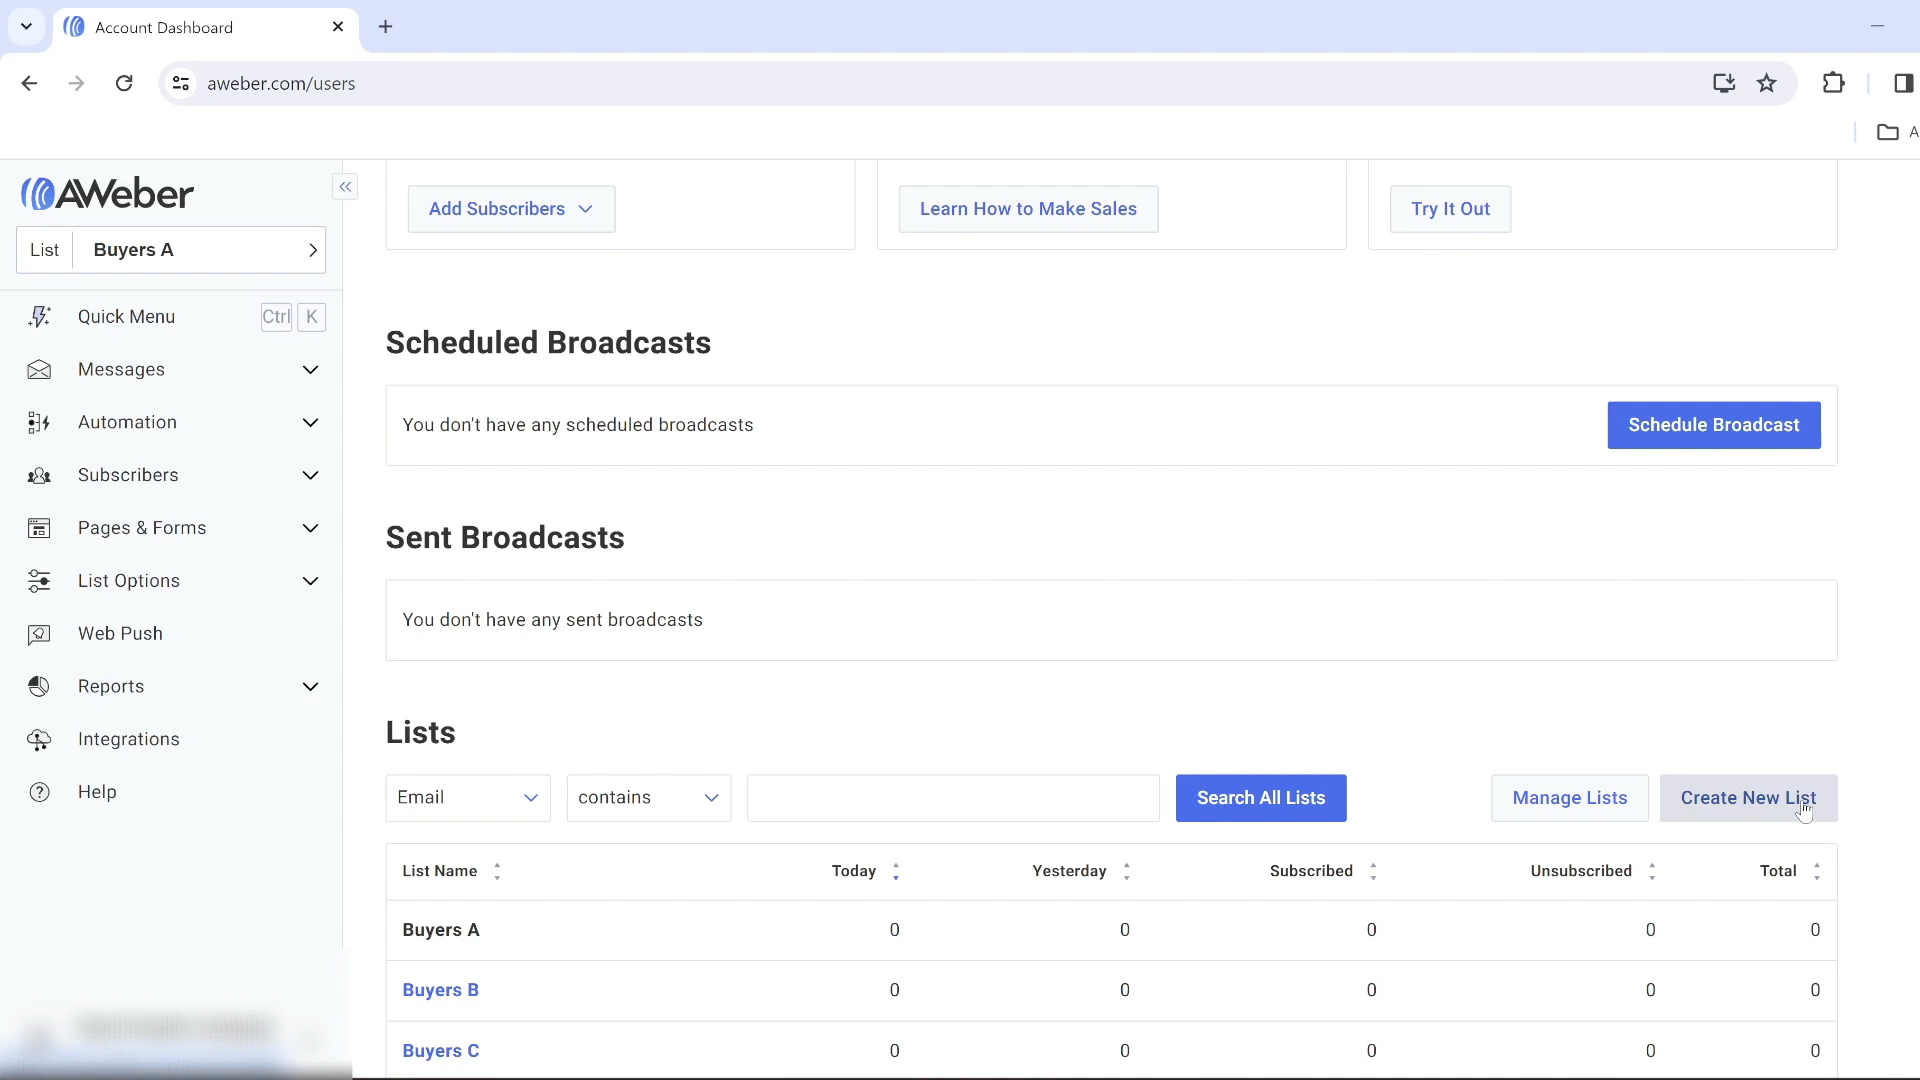 Account Dashboard
aweber.com/users
A
AWeber
List Buyers A
Quick Menu Ctrl K
Messages
Automation
Subscribers
Pages & Forms
List Options
Web Push
Reports
Integrations
Help
Add Subscribers
Learn How to Make Sales
Try It Out
Scheduled Broadcasts
You don't have any scheduled broadcasts
Schedule Broadcast
Sent Broadcasts
You don't have any sent broadcasts
Lists
Email contains Search All Lists Manage Lists Create New List
List Name Today Yesterday Subscribed Unsubscribed Total
Buyers A 0 0 0 0 0
Buyers B 0 0 0 0 0
Buyers C 0 0 0 0 0